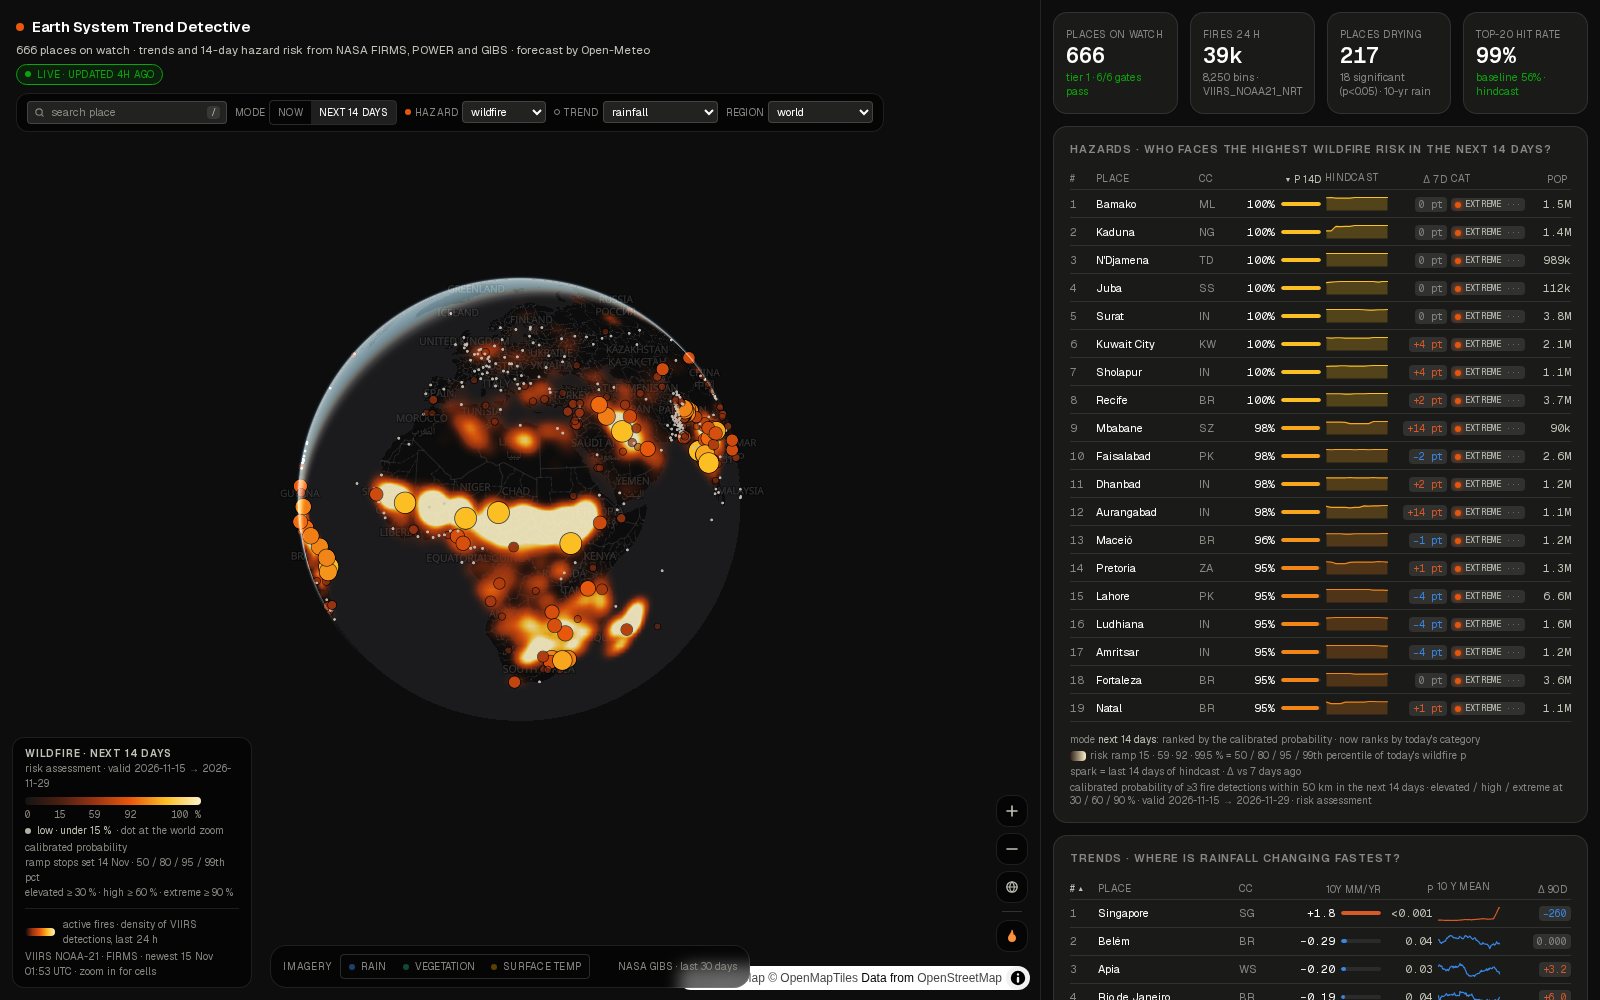 Earth System Trend Detective
666 places on watch · trends and 14-day hazard risk from NASA FIRMS, POWER and GIBS · forecast by Open-Meteo
LIVE · UPDATED 4H AGO
search place /
MODE NOW NEXT 14 DAYS HAZARD wildfire TREND rainfall REGION world
GREENLAND
RUSSIA
ICELAND
FINLAND
UNITED KINGDOM
KAZAKHSTAN
MOROCCO
TUNISIA
SAUDI
YEMEN
NIGER CHAD
KENYA
MALAYSIA
WILDFIRE · NEXT 14 DAYS
risk assessment · valid 2026-11-15 → 2026-
11-29
0 15 59 92 100 %
low · under 15 % · dot at the world zoom
calibrated probability
ramp stops set 14 Nov · 50 / 80 / 95 / 99th
pct
elevated ≥ 30 % · high ≥ 60 % · extreme ≥ 90 %
active fires · density of VIIRS
detections, last 24 h
VIIRS NOAA-21 · FIRMS · newest 15 Nov
01:53 UTC · zoom in for cells
IMAGERY RAIN VEGETATION SURFACE TEMP NASA GIBS · last 30 days
© OpenMapTiles Data from OpenStreetMap
PLACES ON WATCH
666
tier 1 · 6/6 gates
pass
FIRES 24 H
39k
8,250 bins ·
VIIRS_NOAA21_NRT
PLACES DRYING
217
18 significant
(p<0.05) · 10-yr rain
TOP-20 HIT RATE
99%
baseline 56% ·
hindcast
HAZARDS · WHO FACES THE HIGHEST WILDFIRE RISK IN THE NEXT 14 DAYS?
# PLACE CC ▼ P 14D HINDCAST Δ 7D CAT POP
1 Bamako ML 100% 0 pt EXTREME ··· 1.5M
2 Kaduna NG 100% 0 pt EXTREME ··· 1.4M
3 N'Djamena TD 100% 0 pt EXTREME ··· 989k
4 Juba SS 100% 0 pt EXTREME ··· 112k
5 Surat IN 100% 0 pt EXTREME ··· 3.8M
6 Kuwait City KW 100% +4 pt EXTREME ··· 2.1M
7 Sholapur IN 100% +4 pt EXTREME ··· 1.1M
8 Recife BR 100% +2 pt EXTREME ··· 3.7M
9 Mbabane SZ 98% +14 pt EXTREME ··· 90k
10 Faisalabad PK 98% −2 pt EXTREME ··· 2.6M
11 Dhanbad IN 98% +2 pt EXTREME ··· 1.2M
12 Aurangabad IN 98% +14 pt EXTREME ··· 1.1M
13 Maceió BR 96% −1 pt EXTREME ··· 1.2M
14 Pretoria ZA 95% +1 pt EXTREME ··· 1.3M
15 Lahore PK 95% −4 pt EXTREME ··· 6.6M
16 Ludhiana IN 95% −4 pt EXTREME ··· 1.6M
17 Amritsar IN 95% −4 pt EXTREME ··· 1.2M
18 Fortaleza BR 95% 0 pt EXTREME ··· 3.6M
19 Natal BR 95% +1 pt EXTREME ··· 1.1M
mode next 14 days: ranked by the calibrated probability · now ranks by today's category
risk ramp 15 · 59 · 92 · 99.5 % = 50 / 80 / 95 / 99th percentile of today's wildfire p
spark = last 14 days of hindcast · Δ vs 7 days ago
calibrated probability of ≥3 fire detections within 50 km in the next 14 days · elevated / high / extreme at
30 / 60 / 90 % · valid 2026-11-15 → 2026-11-29 · risk assessment
TRENDS · WHERE IS RAINFALL CHANGING FASTEST?
# ▲ PLACE CC 10Y MM/YR P 10 Y MEAN Δ 90D
1 Singapore SG +1.8 <0.001 −260
2 Belém BR −0.29 0.04 0.000
3 Apia WS −0.20 0.03 +3.2
4 Rio de Janeiro BR −0.19 0.04 +6.0